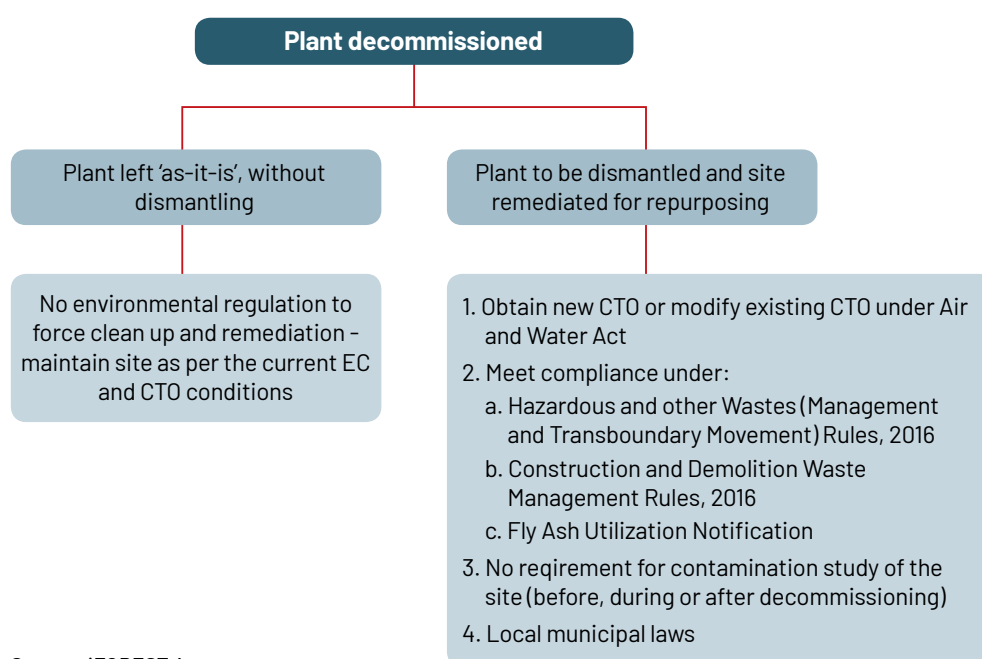 Plant decommissioned
Plant left ‘as-it-is’, without
dismantling
Plant to be dismantled and site
remediated for repurposing
No environmental regulation to
force clean up and remediation -
maintain site as per the current EC
and CTO conditions
1. Obtain new CTO or modify existing CTO under Air
and Water Act
2. Meet compliance under:
a. Hazardous and other Wastes (Management
and Transboundary Movement) Rules, 2016
b. Construction and Demolition Waste
Management Rules, 2016
c. Fly Ash Utilization Notification
3. No reqirement for contamination study of the
site (before, during or after decommissioning)
4. Local municipal laws